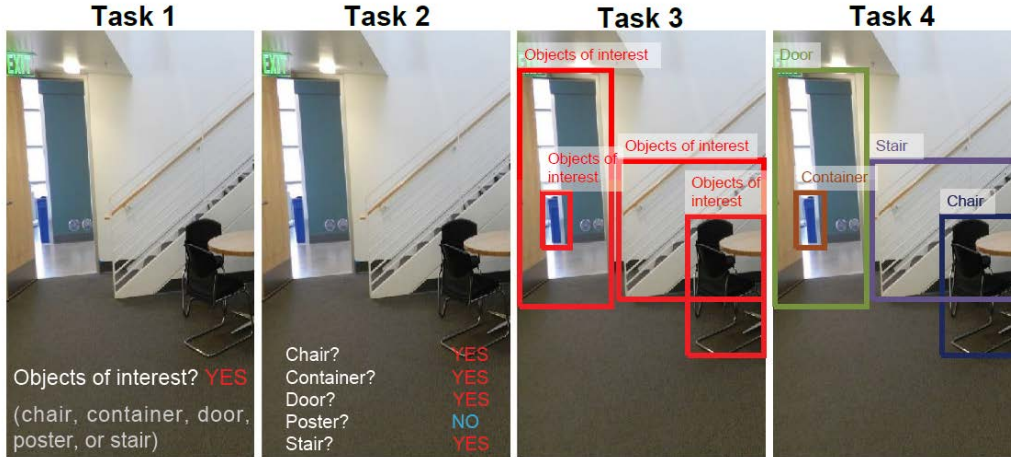 Task 1
Task 2
Task 3
Task 4
EXIT
Objects of interest? YES
(chair, container, door,
poster, or stair)
EXIT
Chair? YES
Container? YES
Door? YES
Poster? NO
Stair? YES
Objects of interest
EXIT
Objects of interest
Objects of
interest
Objects of
interest
Door
EXIT
Stair
Container
Chair